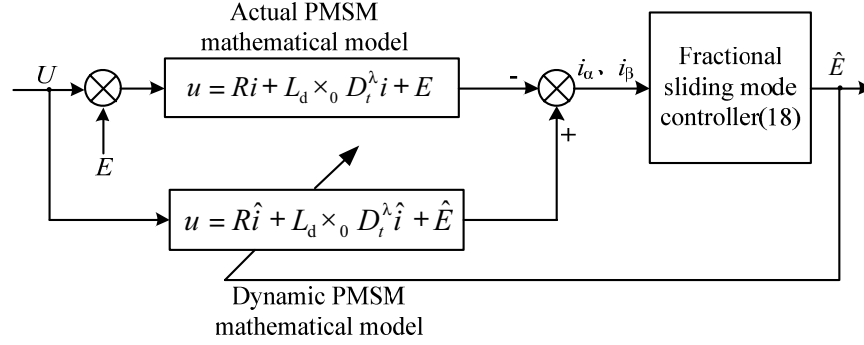 Actual PMSM
mathematical model
U
u = Ri + L_d ×_0 D_t^λ i + E
-
i_α、i_β
Fractional
sliding mode
controller(18)
Ê
E
+
u = Rî + L_d ×_0 D_t^λ î + Ê
Dynamic PMSM
mathematical model